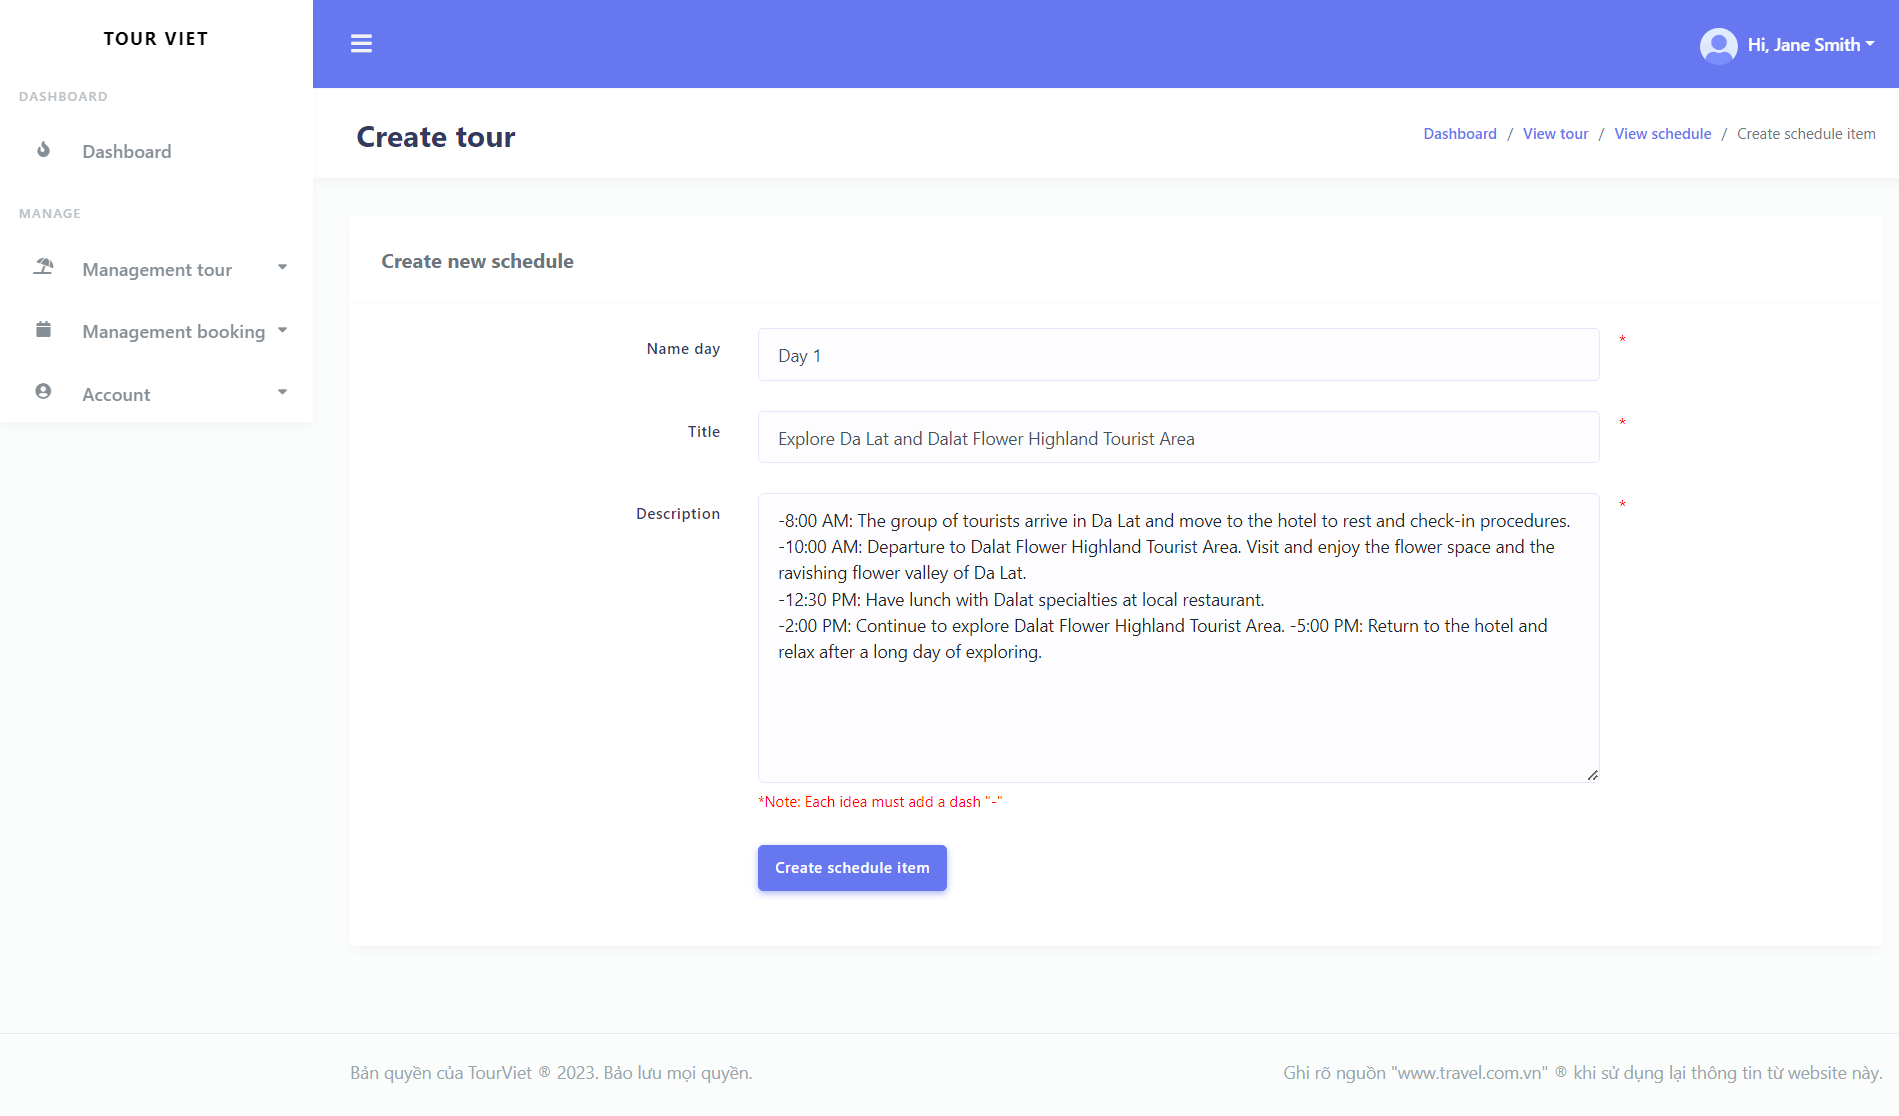 TOUR VIET
Hi, Jane Smith
DASHBOARD
Dashboard
MANAGE
Management tour
Management booking
Account
Create tour
Dashboard / View tour / View schedule / Create schedule item
Create new schedule
Name day
Day 1
*
Title
Explore Da Lat and Dalat Flower Highland Tourist Area
*
Description
-8:00 AM: The group of tourists arrive in Da Lat and move to the hotel to rest and check-in procedures.
-10:00 AM: Departure to Dalat Flower Highland Tourist Area. Visit and enjoy the flower space and the
ravishing flower valley of Da Lat.
-12:30 PM: Have lunch with Dalat specialties at local restaurant.
-2:00 PM: Continue to explore Dalat Flower Highland Tourist Area. -5:00 PM: Return to the hotel and
relax after a long day of exploring.
*
*Note: Each idea must add a dash "-"
Create schedule item
Bản quyền của TourViet ® 2023. Bảo lưu mọi quyền.
Ghi rõ nguồn "www.travel.com.vn" ® khi sử dụng lại thông tin từ website này.